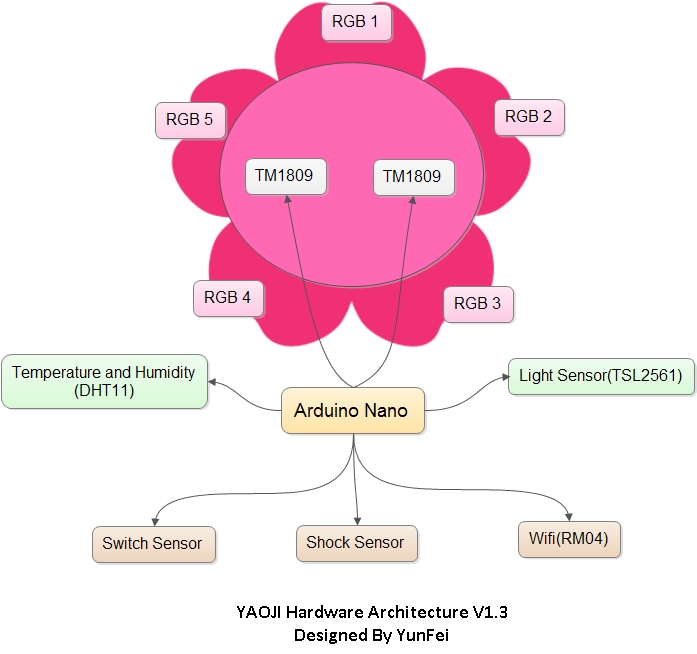 RGB 1
RGB 5
RGB 2
TM1809
TM1809
RGB 4
RGB 3
Temperature and Humidity
(DHT11)
Light Sensor(TSL2561)
Arduino Nano
Switch Sensor
Shock Sensor
Wifi(RM04)
YAOJI Hardware Architecture V1.3
Designed By YunFei